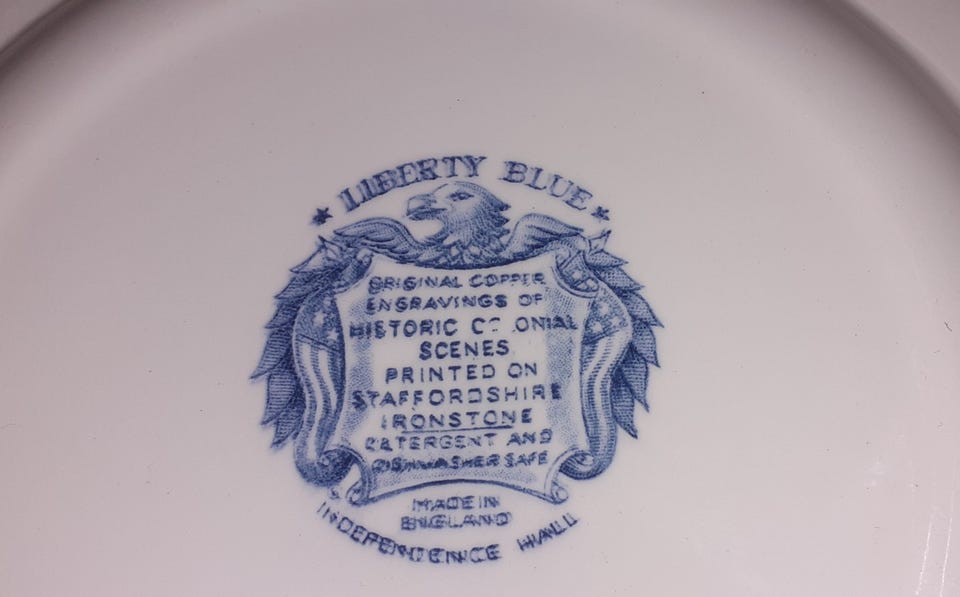 ★ LIBERTY BLUE ★
ORIGINAL COPPER
ENGRAVINGS OF
HISTORIC COLONIAL
SCENES
PRINTED ON
STAFFORDSHIRE
IRONSTONE
DETERGENT AND
DISHWASHER SAFE
MADE IN
ENGLAND
INDEPENDENCE HALL